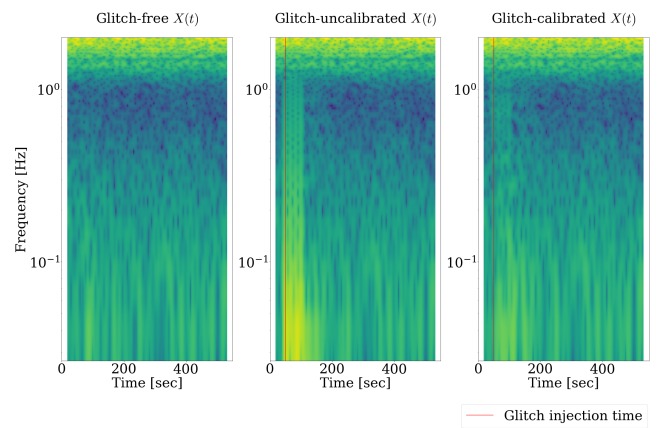 Glitch-free X(t)
Glitch-uncalibrated X(t)
Glitch-calibrated X(t)
Frequency [Hz]
10⁰
10⁻¹
0
200
400
Time [sec]
10⁰
10⁻¹
0
200
400
Time [sec]
10⁰
10⁻¹
0
200
400
Time [sec]
Glitch injection time